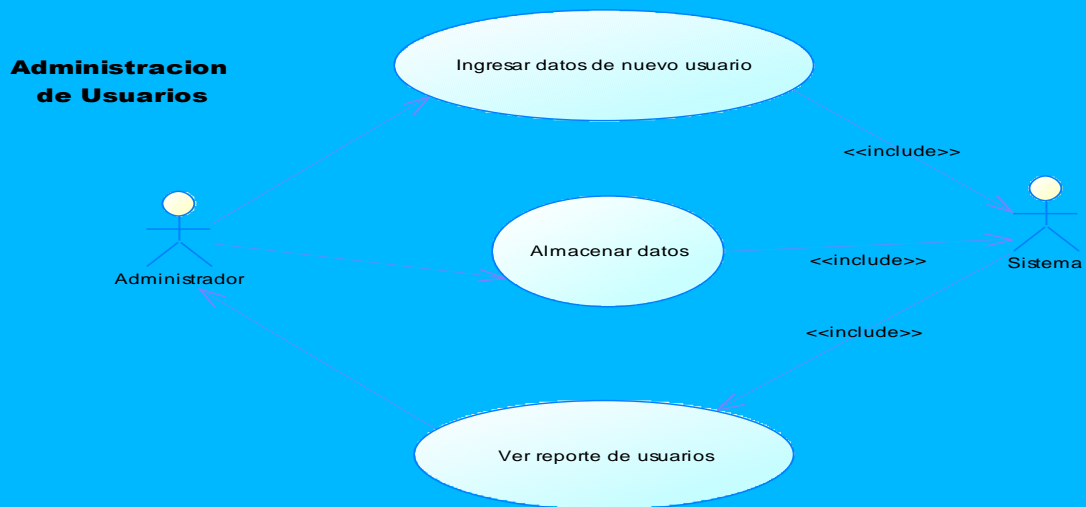 Administracion
de Usuarios
Ingresar datos de nuevo usuario
<<include>>
Administrador
Almacenar datos
<<include>>
Sistema
<<include>>
Ver reporte de usuarios